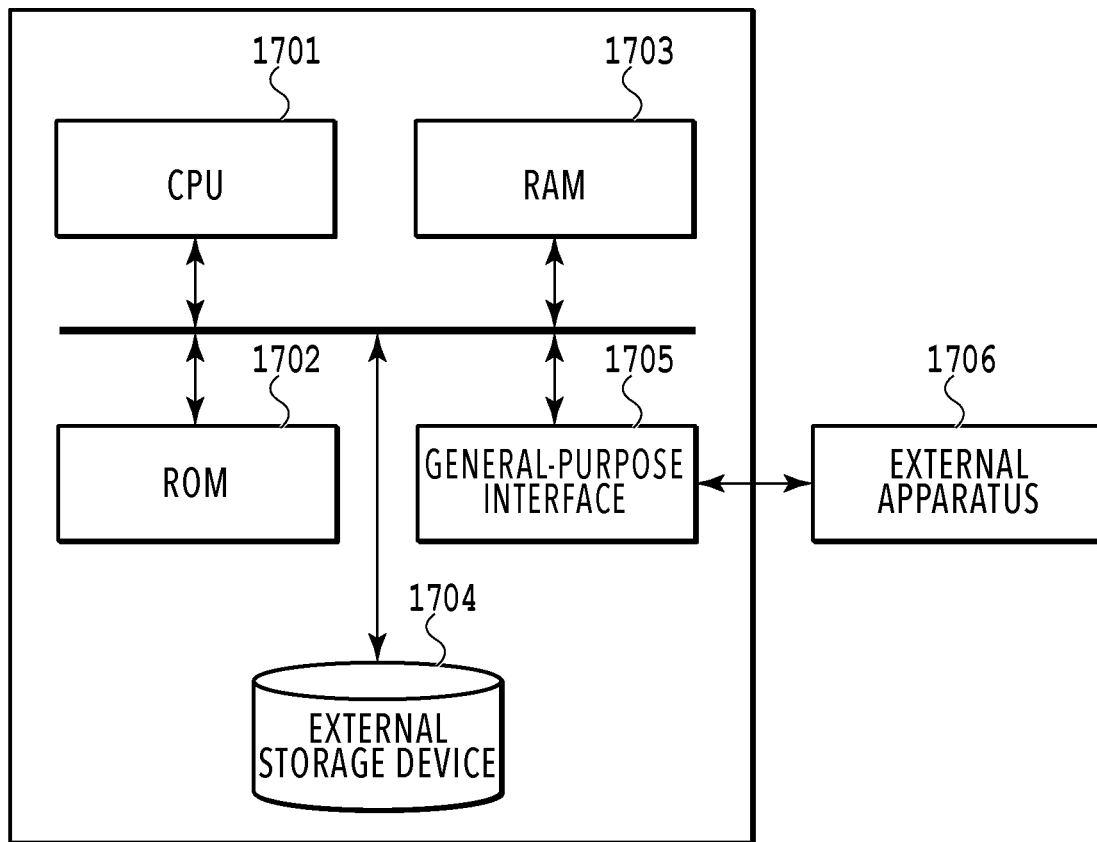 1701
1703
CPU
RAM
1702
1705
1706
ROM
GENERAL-PURPOSE
INTERFACE
EXTERNAL
APPARATUS
1704
EXTERNAL
STORAGE DEVICE